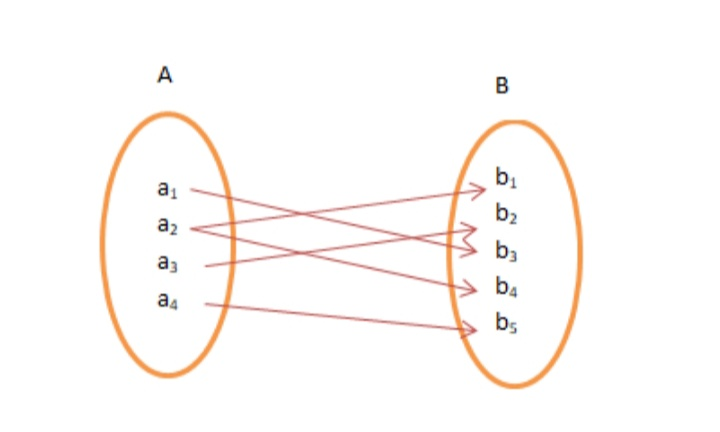 A
B
a₁
a₂
a₃
a₄
b₁
b₂
b₃
b₄
b₅